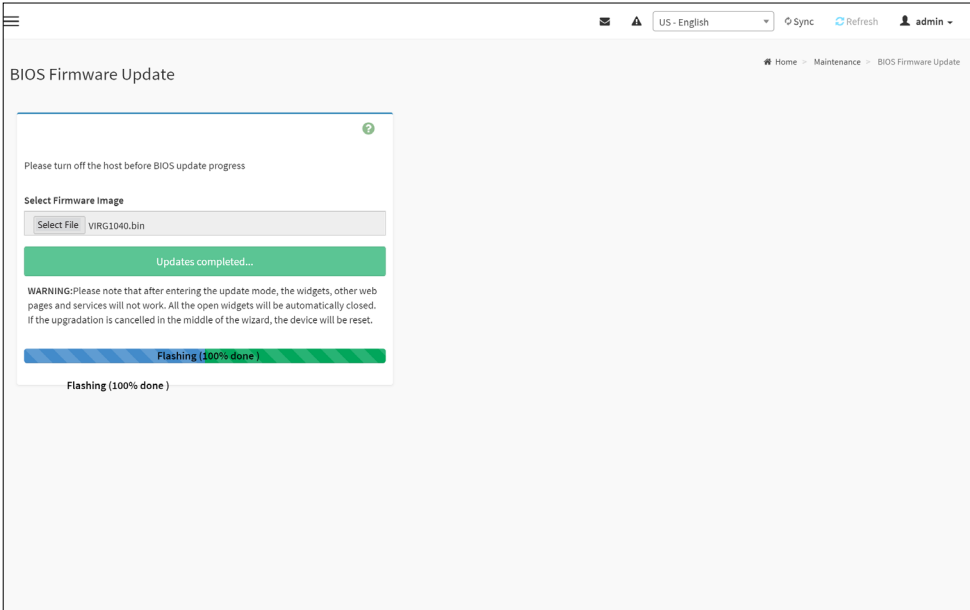 US - English
Sync
Refresh
admin
BIOS Firmware Update
Home > Maintenance > BIOS Firmware Update
Please turn off the host before BIOS update progress
Select Firmware Image
Select File VIRG1040.bin
Updates completed...
WARNING:Please note that after entering the update mode, the widgets, other web
pages and services will not work. All the open widgets will be automatically closed.
If the upgradation is cancelled in the middle of the wizard, the device will be reset.
Flashing (100% done )
Flashing (100% done )